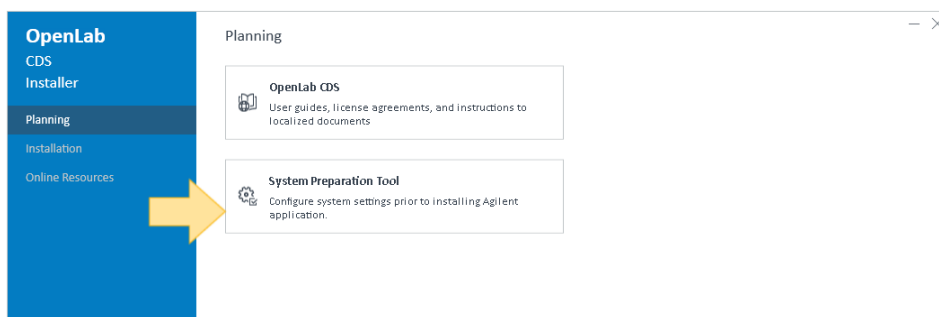 OpenLab
CDS
Installer
Planning
Installation
Online Resources
Planning
OpenLab CDS
User guides, license agreements, and instructions to
localized documents
System Preparation Tool
Configure system settings prior to installing Agilent
application.